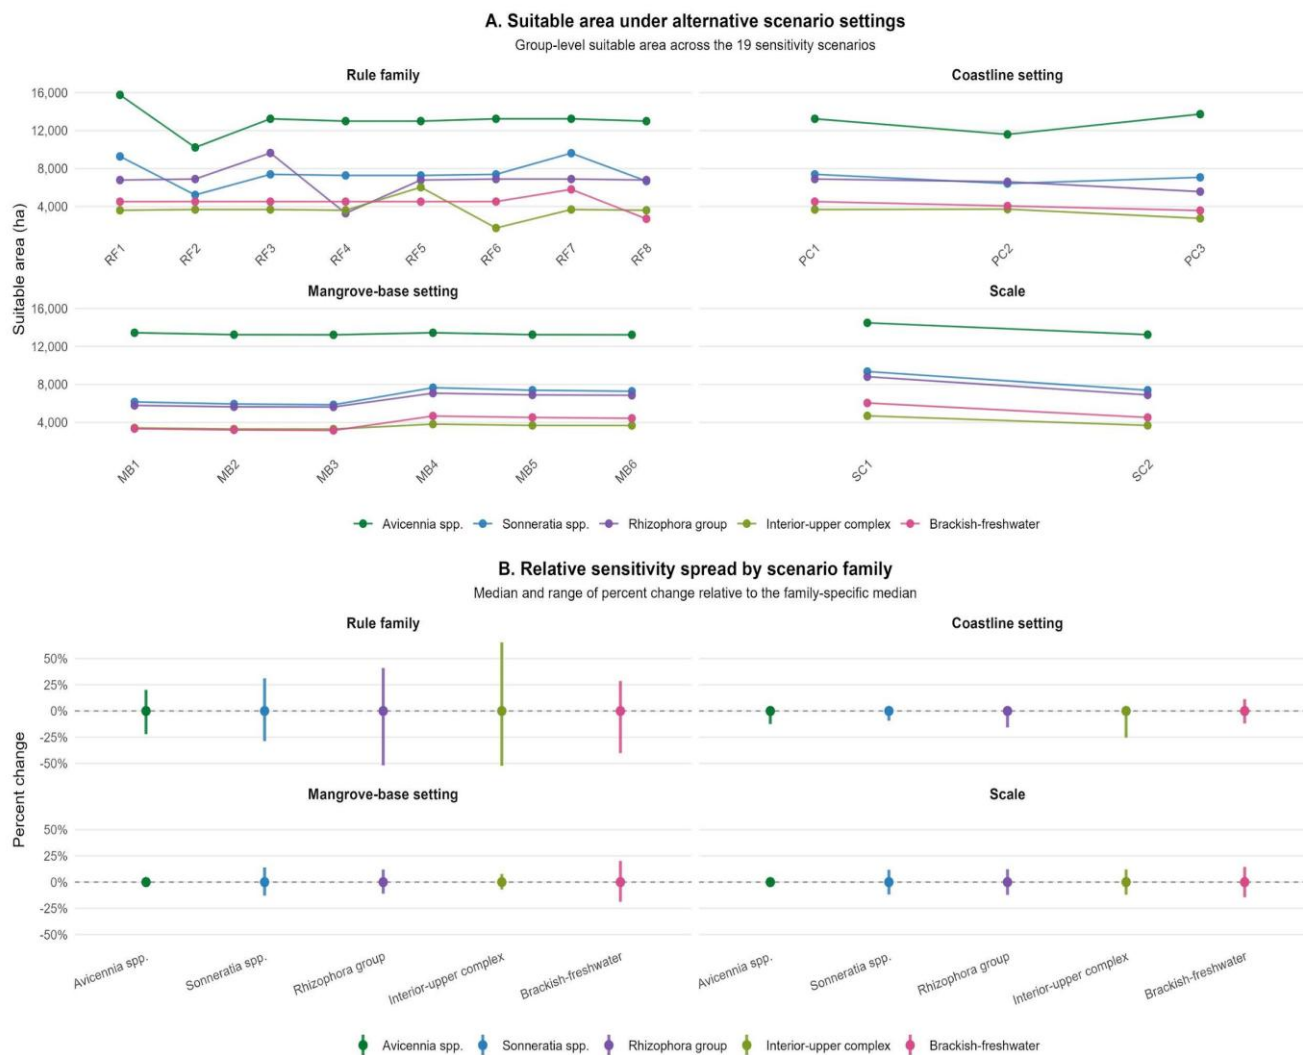 A. Suitable area under alternative scenario settings
Group-level suitable area across the 19 sensitivity scenarios
Rule family
Coastline setting
Suitable area (ha)
16,000
12,000
8,000
4,000
RF1
RF2
RF3
RF4
RF5
RF6
RF7
RF8
PC1
PC2
PC3
Mangrove-base setting
Scale
16,000
12,000
8,000
4,000
MB1
MB2
MB3
MB4
MB5
MB6
SC1
SC2
Avicennia spp. Sonneratia spp. Rhizophora group Interior-upper complex Brackish-freshwater
B. Relative sensitivity spread by scenario family
Median and range of percent change relative to the family-specific median
Rule family
Coastline setting
Percent change
50%
25%
0%
-25%
-50%
Mangrove-base setting
Scale
50%
25%
0%
-25%
-50%
Avicennia spp.
Sonneratia spp.
Rhizophora group
Interior-upper complex
Brackish-freshwater
Avicennia spp.
Sonneratia spp.
Rhizophora group
Interior-upper complex
Brackish-freshwater
Avicennia spp. Sonneratia spp. Rhizophora group Interior-upper complex Brackish-freshwater